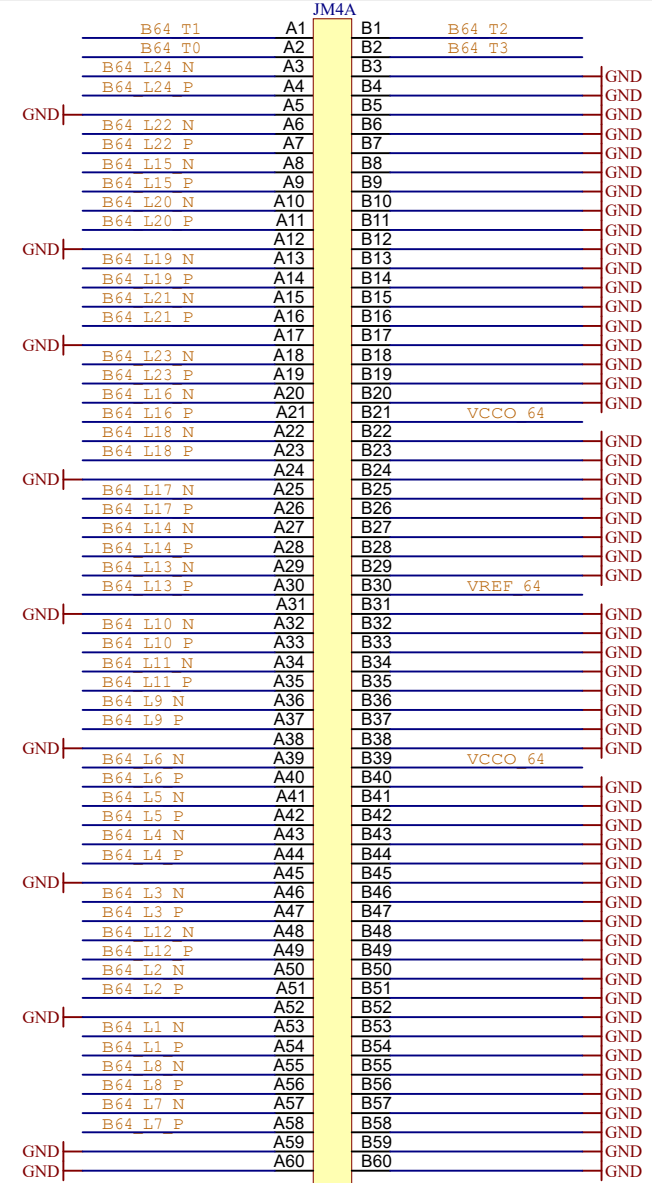 JM4A
B64_T1 A1 B1 B64_T2
B64_T0 A2 B2 B64_T3
B64_L24_N A3 B3 GND
B64_L24_P A4 B4 GND
GND A5 B5 GND
B64_L22_N A6 B6 GND
B64_L22_P A7 B7 GND
B64_L15_N A8 B8 GND
B64_L15_P A9 B9 GND
B64_L20_N A10 B10 GND
B64_L20_P A11 B11 GND
GND A12 B12 GND
B64_L19_N A13 B13 GND
B64_L19_P A14 B14 GND
B64_L21_N A15 B15 GND
B64_L21_P A16 B16 GND
GND A17 B17 GND
B64_L23_N A18 B18 GND
B64_L23_P A19 B19 GND
B64_L16_N A20 B20 GND
B64_L16_P A21 B21 VCCO_64
B64_L18_N A22 B22 GND
B64_L18_P A23 B23 GND
GND A24 B24 GND
B64_L17_N A25 B25 GND
B64_L17_P A26 B26 GND
B64_L14_N A27 B27 GND
B64_L14_P A28 B28 GND
B64_L13_N A29 B29 GND
B64_L13_P A30 B30 VREF_64
GND A31 B31 GND
B64_L10_N A32 B32 GND
B64_L10_P A33 B33 GND
B64_L11_N A34 B34 GND
B64_L11_P A35 B35 GND
B64_L9_N A36 B36 GND
B64_L9_P A37 B37 GND
GND A38 B38 GND
B64_L6_N A39 B39 VCCO_64
B64_L6_P A40 B40 GND
B64_L5_N A41 B41 GND
B64_L5_P A42 B42 GND
B64_L4_N A43 B43 GND
B64_L4_P A44 B44 GND
GND A45 B45 GND
B64_L3_N A46 B46 GND
B64_L3_P A47 B47 GND
B64_L12_N A48 B48 GND
B64_L12_P A49 B49 GND
B64_L2_N A50 B50 GND
B64_L2_P A51 B51 GND
GND A52 B52 GND
B64_L1_N A53 B53 GND
B64_L1_P A54 B54 GND
B64_L8_N A55 B55 GND
B64_L8_P A56 B56 GND
B64_L7_N A57 B57 GND
B64_L7_P A58 B58 GND
GND A59 B59 GND
GND A60 B60 GND